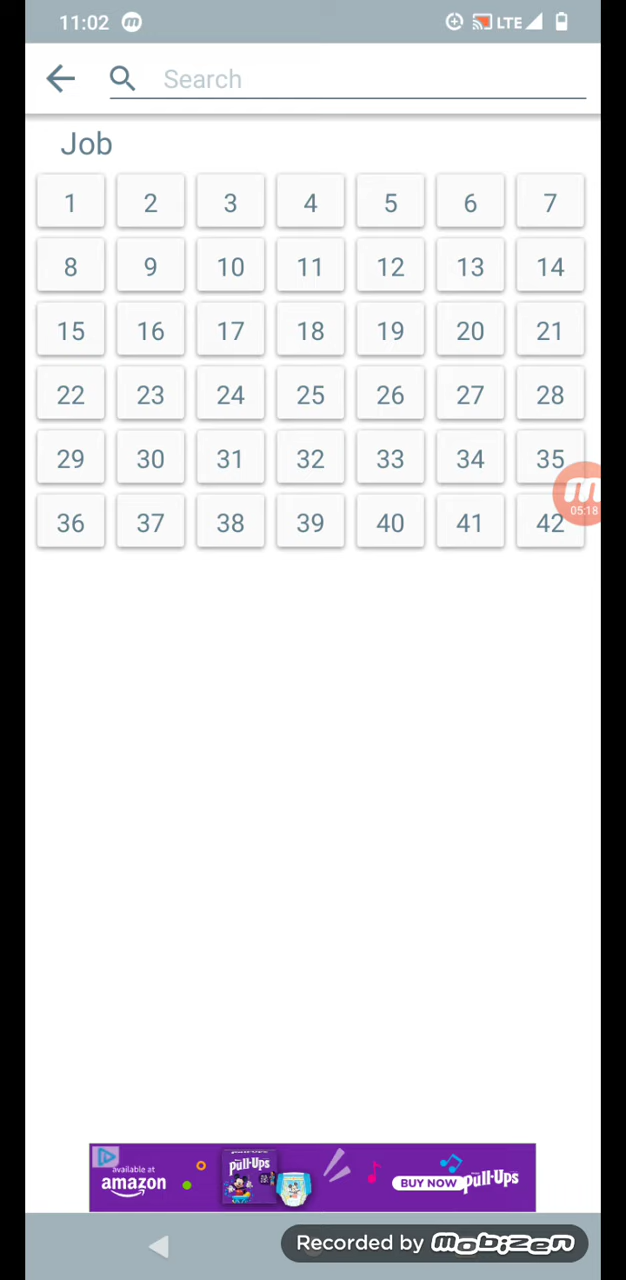 11:02 LTE
Search
Job
1 2 3 4 5 6 7
8 9 10 11 12 13 14
15 16 17 18 19 20 21
22 23 24 25 26 27 28
29 30 31 32 33 34 35
36 37 38 39 40 41 42
05:18
available at
amazon
Pull-Ups
BUY NOW
Pull-Ups
Recorded by mobizen